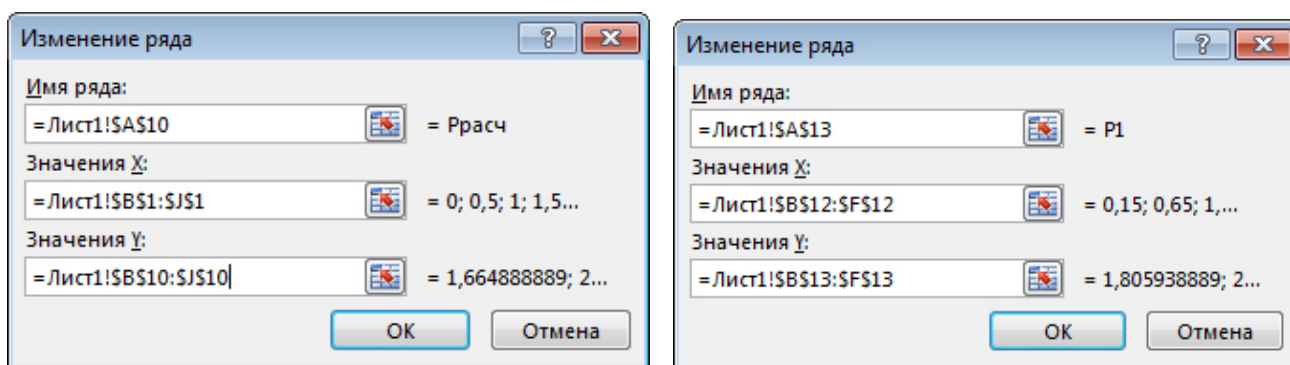 Изменение ряда
Имя ряда:
=Лист1!$A$10 = Ррасч
Значения X:
=Лист1!$B$1:$J$1 = 0; 0,5; 1; 1,5...
Значения Y:
=Лист1!$B$10:$J$10 = 1,664888889; 2...
ОК Отмена
Изменение ряда
Имя ряда:
=Лист1!$A$13 = P1
Значения X:
=Лист1!$B$12:$F$12 = 0,15; 0,65; 1,...
Значения Y:
=Лист1!$B$13:$F$13 = 1,805938889; 2...
ОК Отмена